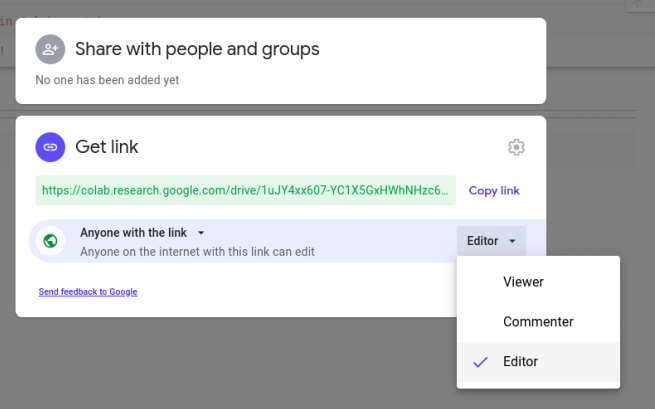 in
!
Share with people and groups
No one has been added yet
Get link
https://colab.research.google.com/drive/1uJY4xx607-YC1X5GxHWhNHzc6...
Copy link
Anyone with the link
Editor
Anyone on the internet with this link can edit
Viewer
Send feedback to Google
Commenter
Editor